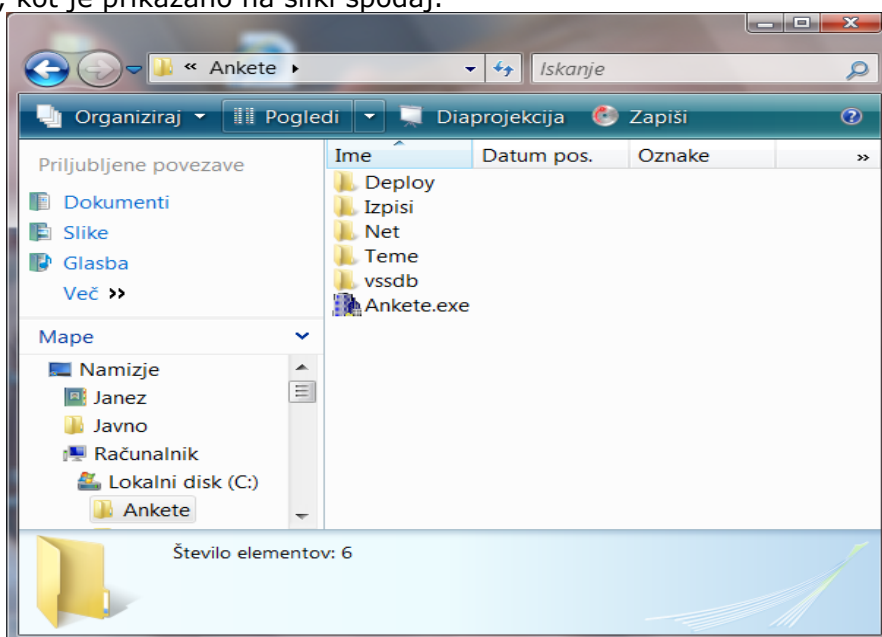 , kot je prikazano na sliki spodaj.
« Ankete
Iskanje
Organiziraj Pogledi Diaprojekcija Zapiši
Priljubljene povezave
Dokumenti
Slike
Glasba
Več »
Mape
Namizje
Janez
Javno
Računalnik
Lokalni disk (C:)
Ankete
Ime Datum pos. Oznake »
Deploy
Izpisi
Net
Teme
vssdb
Ankete.exe
Število elementov: 6